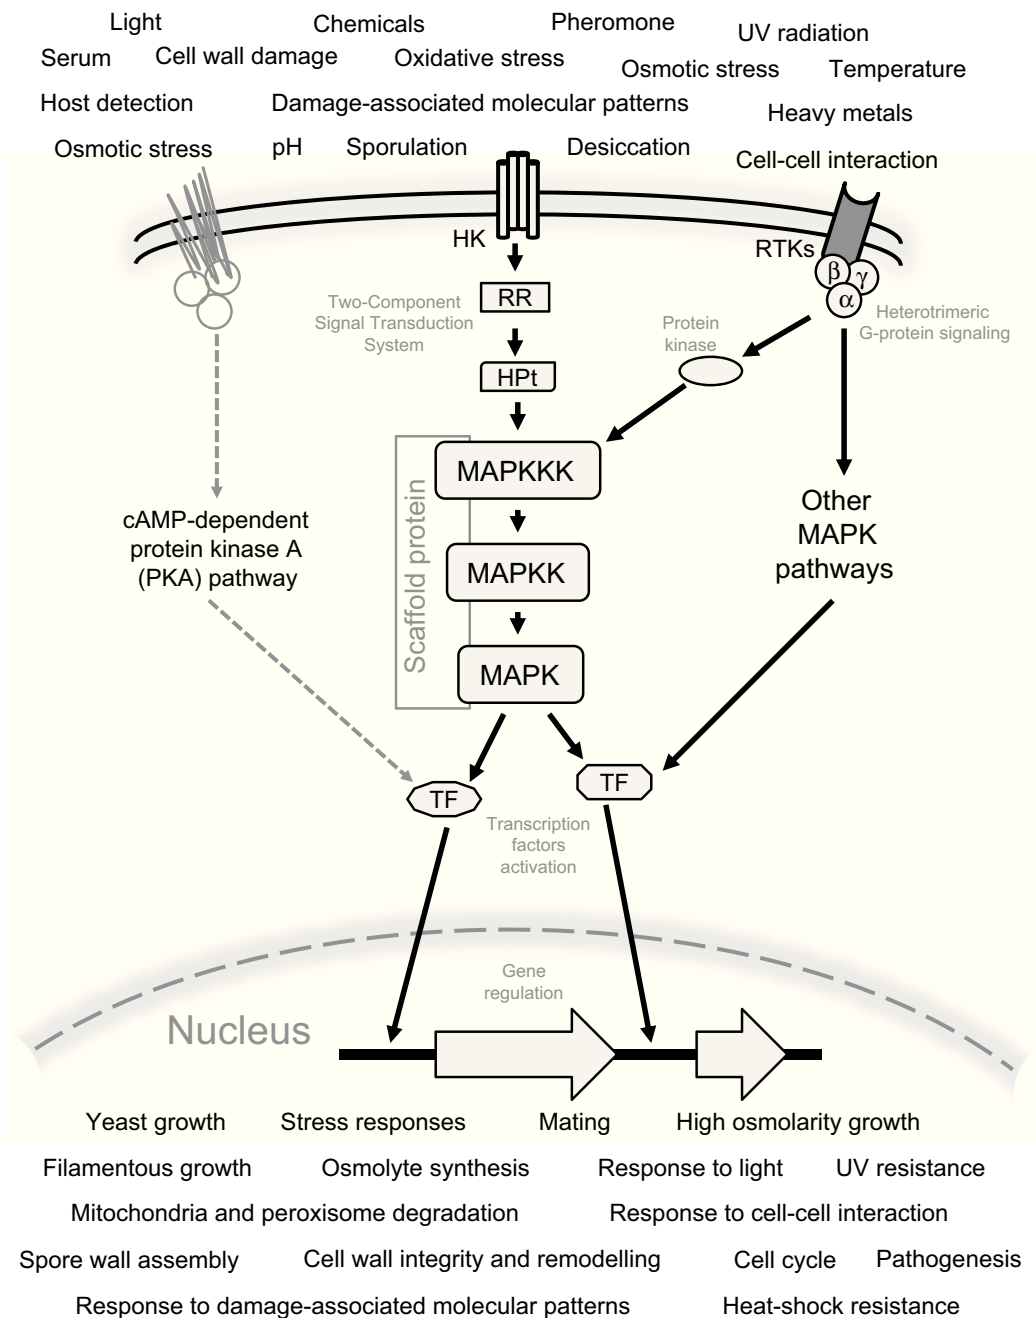 Light
Chemicals
Pheromone
UV radiation
Serum
Cell wall damage
Oxidative stress
Osmotic stress
Temperature
Host detection
Damage-associated molecular patterns
Heavy metals
Osmotic stress
pH
Sporulation
Desiccation
Cell-cell interaction
HK
RTKs
β
γ
α
RR
Two-Component
Signal Transduction
System
Protein
kinase
Heterotrimeric
G-protein signaling
HPt
Scaffold protein
MAPKKK
MAPKK
MAPK
cAMP-dependent
protein kinase A
(PKA) pathway
Other
MAPK
pathways
TF
TF
Transcription
factors
activation
Gene
regulation
Nucleus
Yeast growth
Stress responses
Mating
High osmolarity growth
Filamentous growth
Osmolyte synthesis
Response to light
UV resistance
Mitochondria and peroxisome degradation
Response to cell-cell interaction
Spore wall assembly
Cell wall integrity and remodelling
Cell cycle
Pathogenesis
Response to damage-associated molecular patterns
Heat-shock resistance